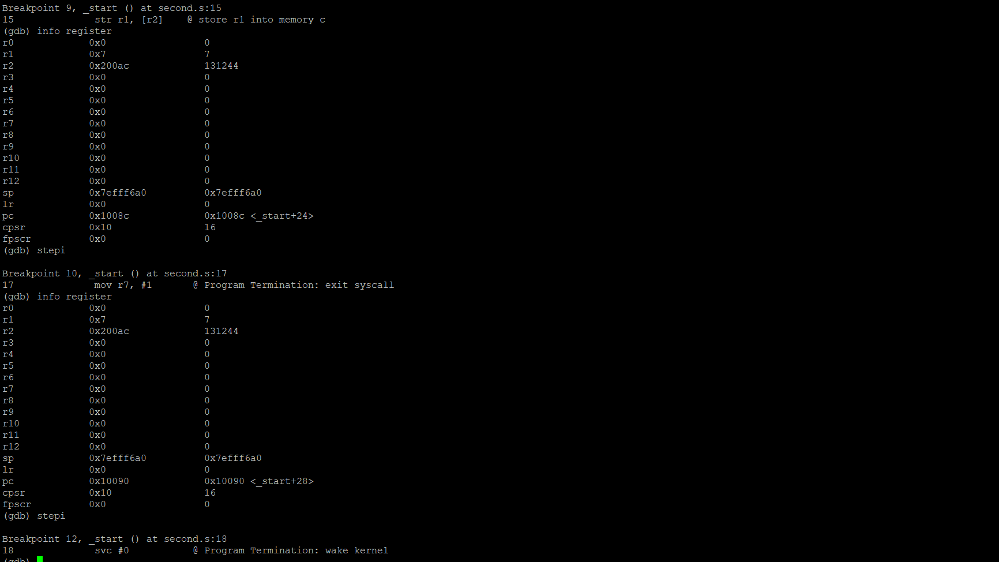 Breakpoint 9, _start () at second.s:15
15              str r1, [r2]    @ store r1 into memory c
(gdb) info register
r0             0x0                 0
r1             0x7                 7
r2             0x200ac             131244
r3             0x0                 0
r4             0x0                 0
r5             0x0                 0
r6             0x0                 0
r7             0x0                 0
r8             0x0                 0
r9             0x0                 0
r10            0x0                 0
r11            0x0                 0
r12            0x0                 0
sp             0x7efff6a0          0x7efff6a0
lr             0x0                 0
pc             0x1008c             0x1008c <_start+24>
cpsr           0x10                16
fpscr          0x0                 0
(gdb) stepi
Breakpoint 10, _start () at second.s:17
17              mov r7, #1       @ Program Termination: exit syscall
(gdb) info register
r0             0x0                 0
r1             0x7                 7
r2             0x200ac             131244
r3             0x0                 0
r4             0x0                 0
r5             0x0                 0
r6             0x0                 0
r7             0x0                 0
r8             0x0                 0
r9             0x0                 0
r10            0x0                 0
r11            0x0                 0
r12            0x0                 0
sp             0x7efff6a0          0x7efff6a0
lr             0x0                 0
pc             0x10090             0x10090 <_start+28>
cpsr           0x10                16
fpscr          0x0                 0
(gdb) stepi
Breakpoint 12, _start () at second.s:18
18              svc #0           @ Program Termination: wake kernel
(gdb)